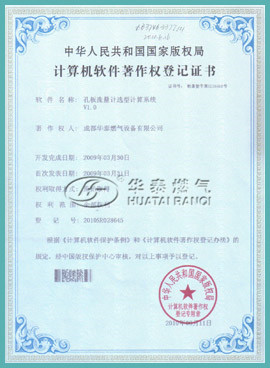 中华人民共和国国家版权局
计算机软件著作权登记证书
软件名称：孔板流量计选型计算系统
V1.0
著作权人：成都华泰燃气设备有限公司
开发完成日期：2009年03月30日
首次发表日期：2009年03月31日
权利取得方式：
权利范围：
登记号：2010SR028645
华泰燃气
HUATAI RANQI
根据《计算机软件保护条例》和《计算机软件著作权登记办法》的
规定，经中国版权保护中心审核，对以上事项予以登记。
中华人民共和国国家版权局
计算机软件著作权
登记专用章